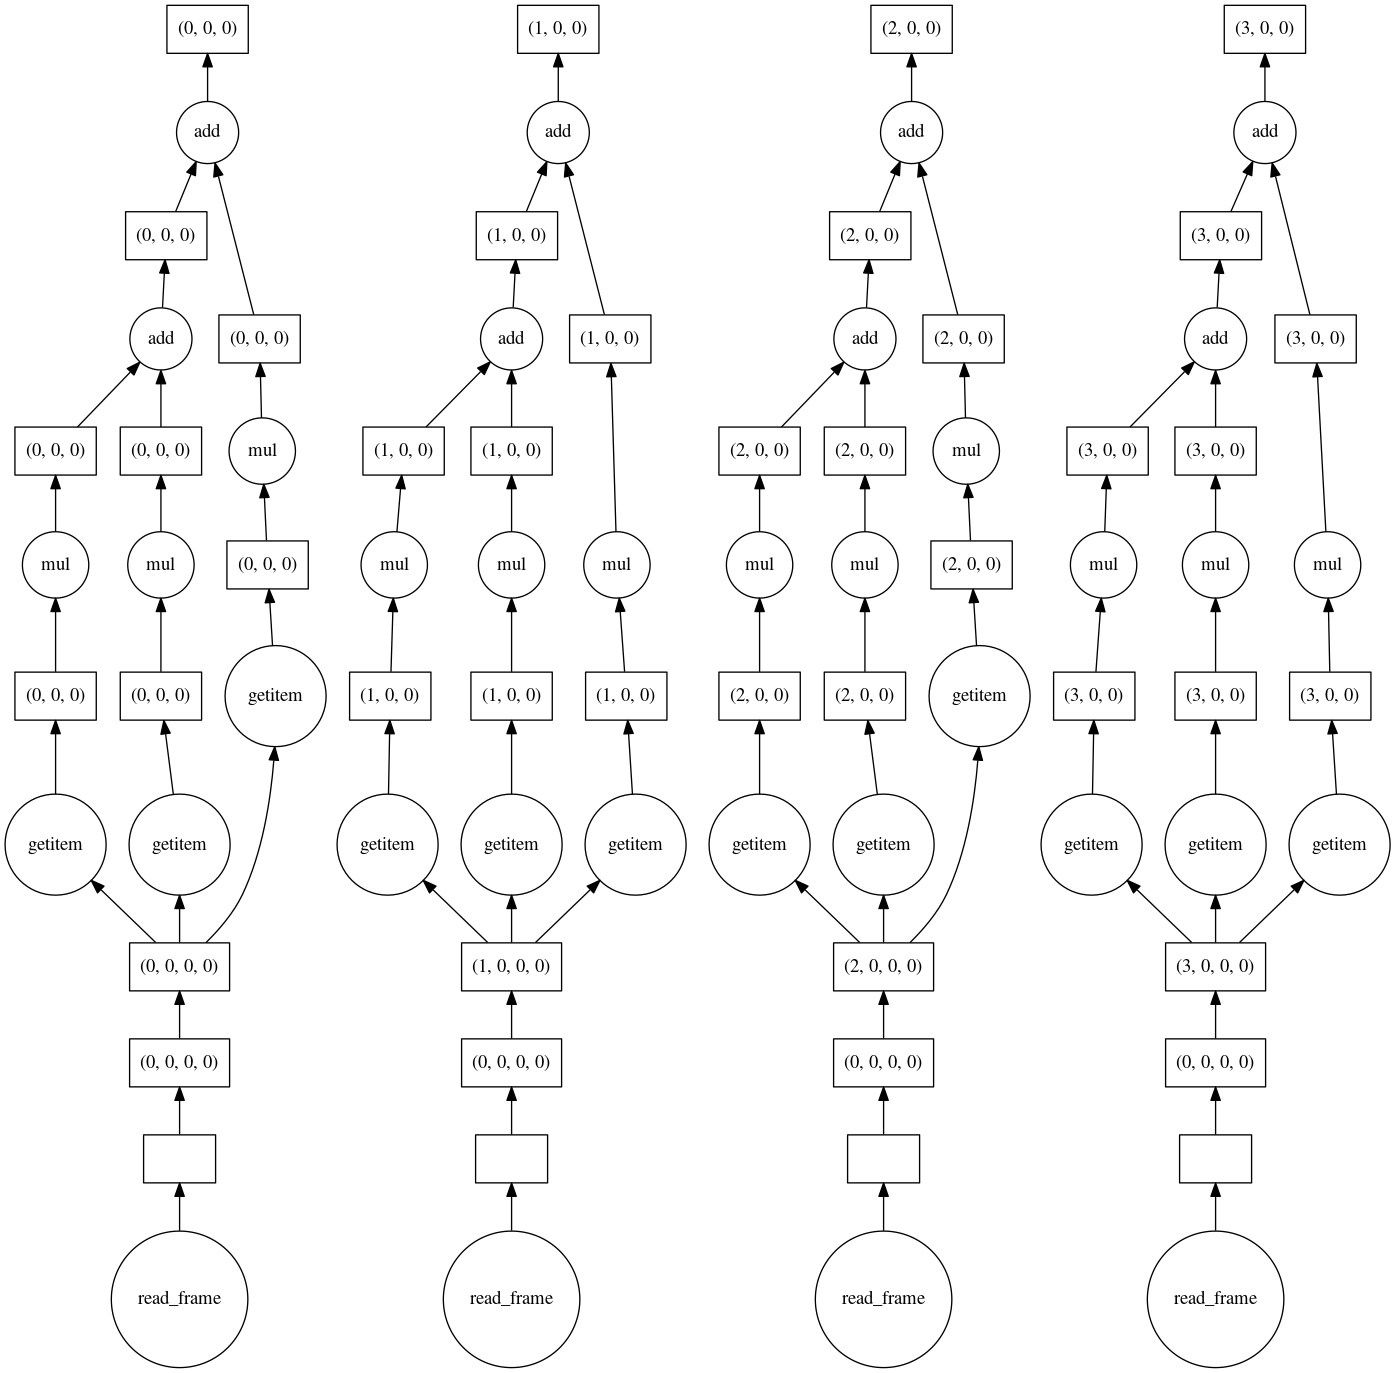 (0, 0, 0) (1, 0, 0) (2, 0, 0) (3, 0, 0)
add add add add
(0, 0, 0) (1, 0, 0) (2, 0, 0) (3, 0, 0)
add (0, 0, 0) add (1, 0, 0) add (2, 0, 0) add (3, 0, 0)
(0, 0, 0) (0, 0, 0) mul (1, 0, 0) (1, 0, 0) (2, 0, 0) (2, 0, 0) mul (3, 0, 0) (3, 0, 0)
mul mul (0, 0, 0) mul mul mul mul mul (2, 0, 0) mul mul mul
(0, 0, 0) (0, 0, 0) getitem (1, 0, 0) (1, 0, 0) (1, 0, 0) (2, 0, 0) (2, 0, 0) getitem (3, 0, 0) (3, 0, 0) (3, 0, 0)
getitem getitem getitem getitem getitem getitem getitem getitem getitem getitem
(0, 0, 0, 0) (1, 0, 0, 0) (2, 0, 0, 0) (3, 0, 0, 0)
(0, 0, 0, 0) (0, 0, 0, 0) (0, 0, 0, 0) (0, 0, 0, 0)
read_frame read_frame read_frame read_frame